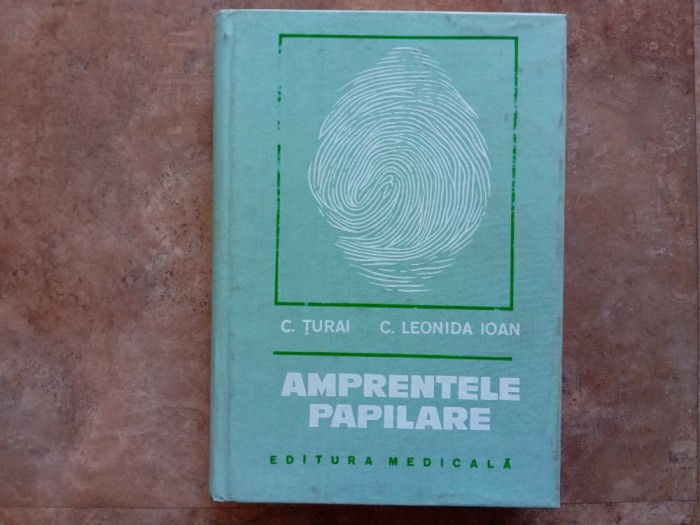 C. ȚURAI C. LEONIDA IOAN
AMPRENTELE
PAPILARE
EDITURA MEDICALĂ